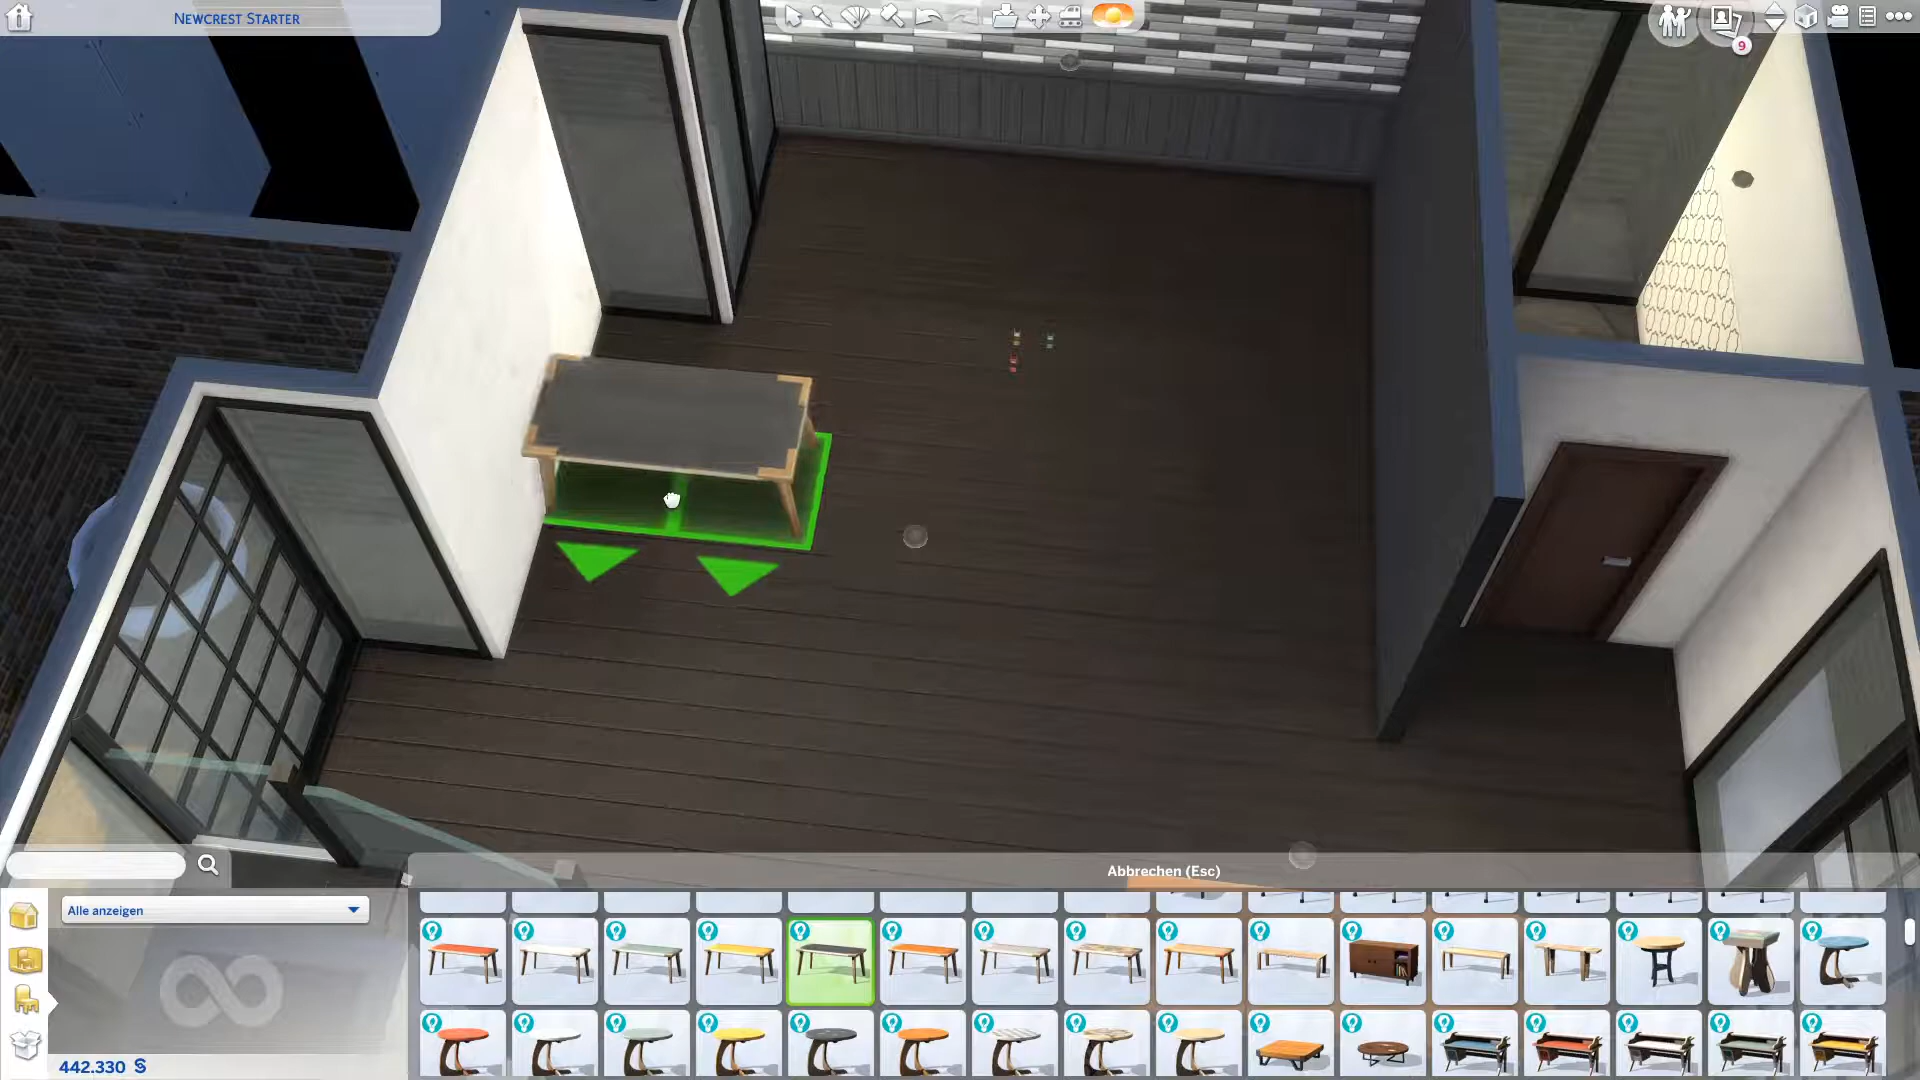 Newcrest Starter
9
Abbrechen (Esc)
Alle anzeigen
442.330 §